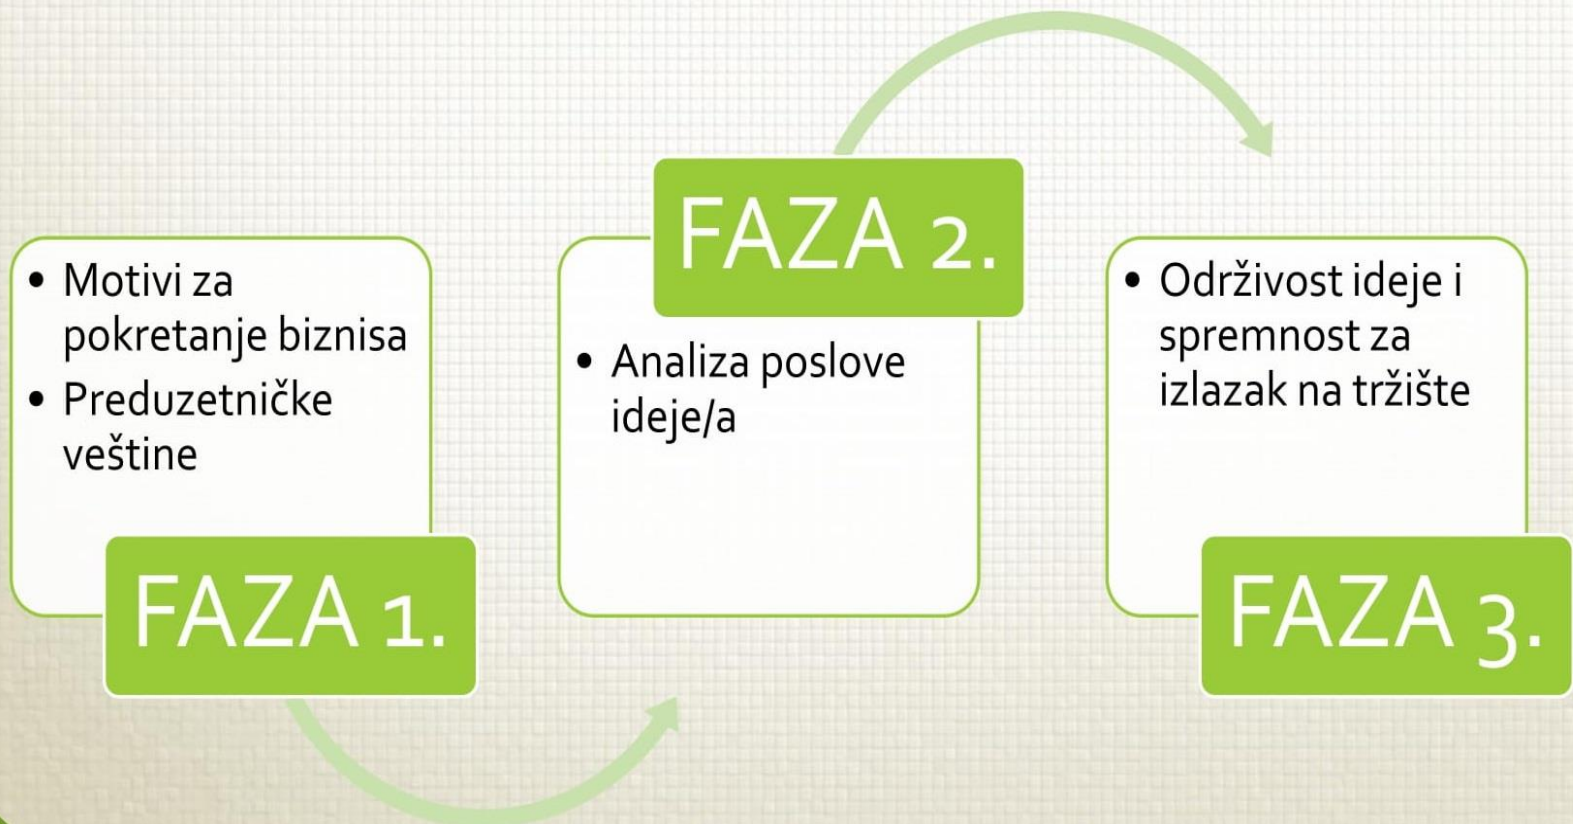 • Motivi za
pokretanje biznisa
• Preduzetničke
veštine
FAZA 1.
FAZA 2.
• Analiza poslove
ideje/a
• Održivost ideje i
spremnost za
izlazak na tržište
FAZA 3.